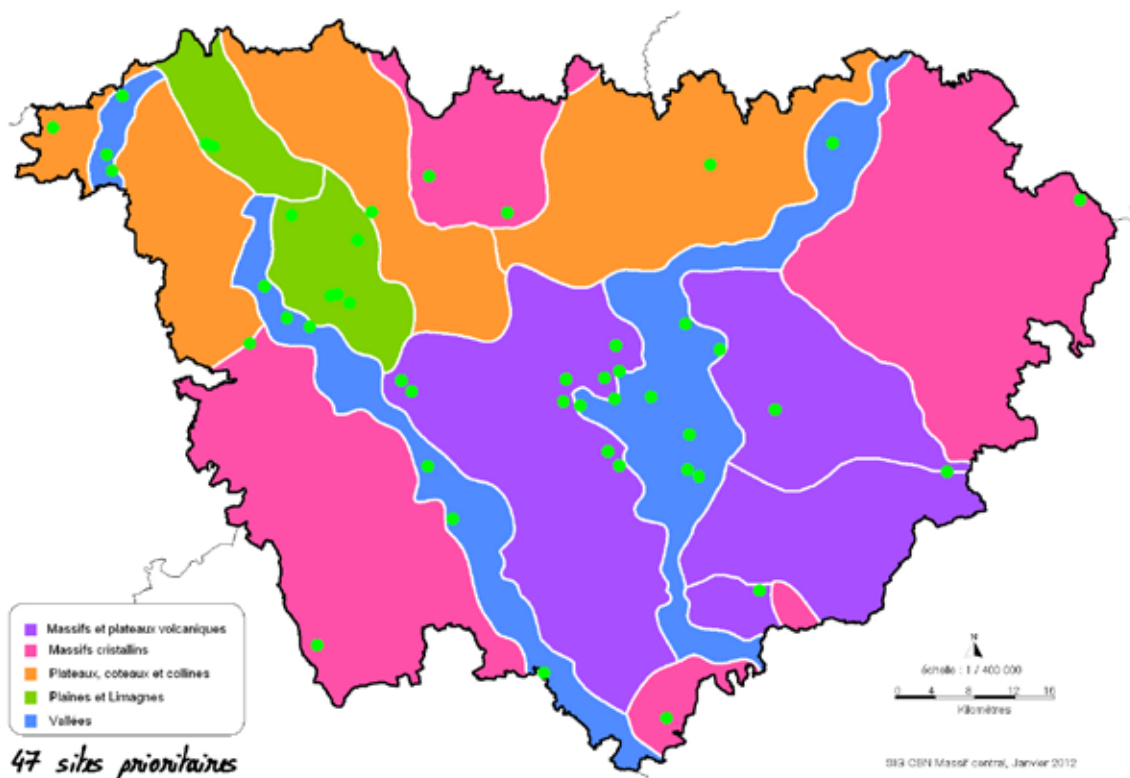 Massifs et plateaux volcaniques
Massifs cristallins
Plateaux, coteaux et collines
Plaines et Limagnes
Vallées
47 sites prioritaires
N
échelle : 1 / 400 000
0 4 8 12 16
Kilomètres
SIG CBN Massif central, Janvier 2012